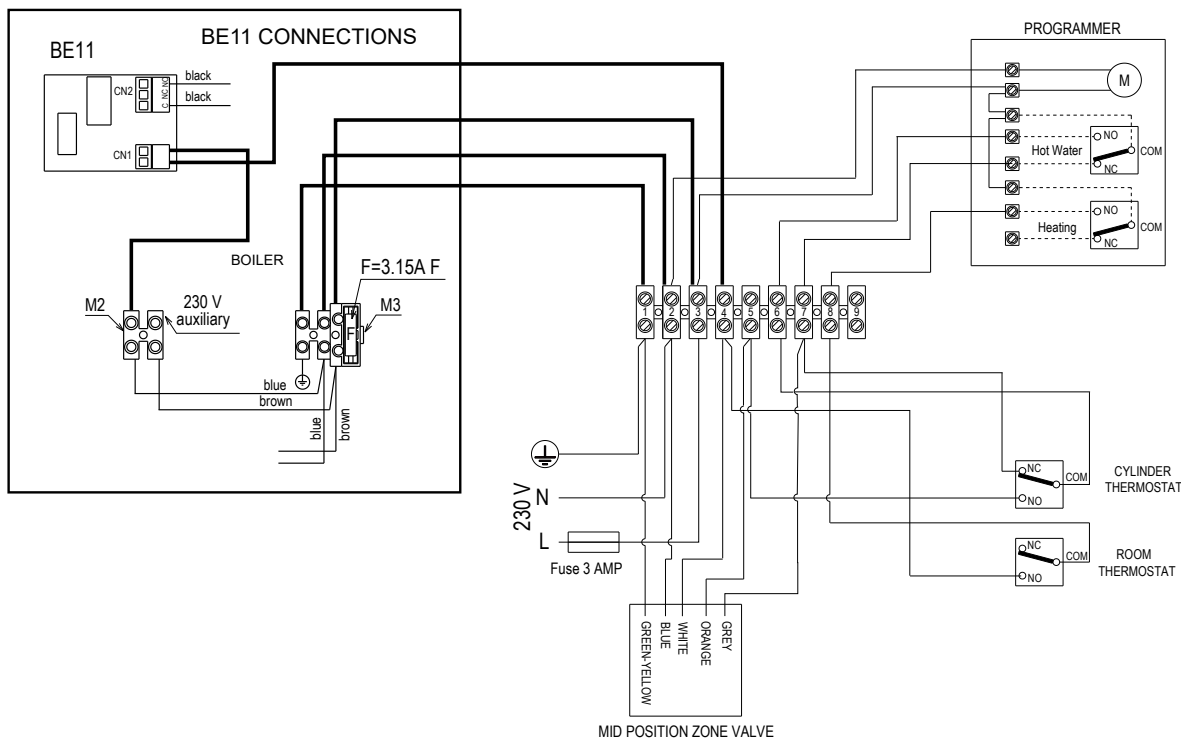 BE11 CONNECTIONS
BE11
CN2
C NC NO
black
black
CN1
BOILER
F=3.15A F
M2
230 V
auxiliary
M3
F
blue
brown
blue
brown
PROGRAMMER
M
NO
Hot Water
COM
NC
NO
Heating
COM
NC
1 2 3 4 5 6 7 8 9
230 V
N
L
Fuse 3 AMP
NC
COM
NO
CYLINDER
THERMOSTAT
NC
COM
NO
ROOM
THERMOSTAT
GREEN-YELLOW
BLUE
WHITE
ORANGE
GREY
MID POSITION ZONE VALVE